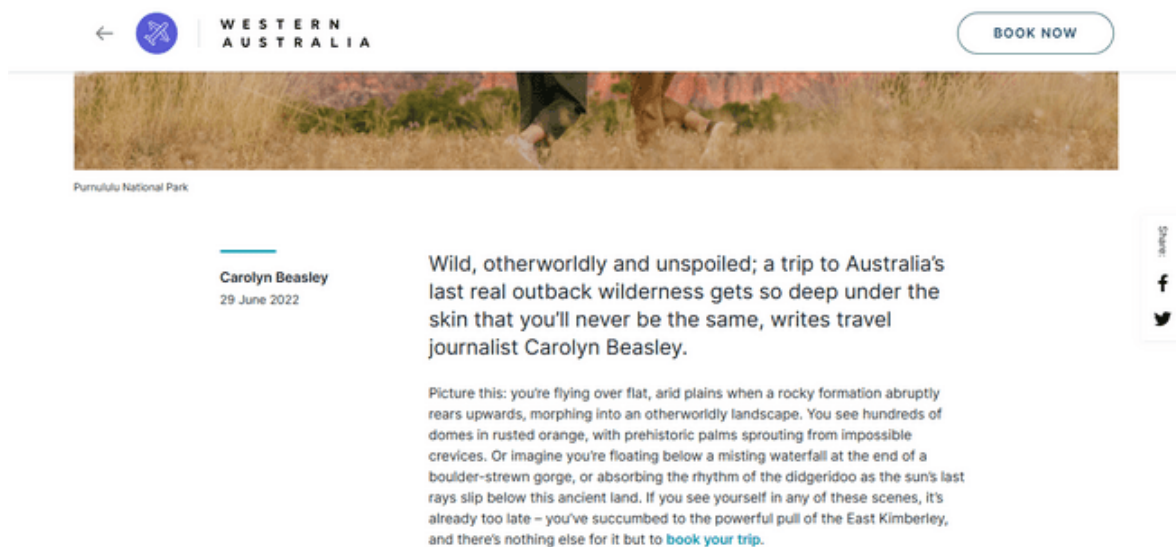 WESTERN
AUSTRALIA
BOOK NOW
Purnululu National Park
Share:
Carolyn Beasley
29 June 2022
Wild, otherworldly and unspoiled; a trip to Australia's
last real outback wilderness gets so deep under the
skin that you'll never be the same, writes travel
journalist Carolyn Beasley.
Picture this: you're flying over flat, arid plains when a rocky formation abruptly
rears upwards, morphing into an otherworldly landscape. You see hundreds of
domes in rusted orange, with prehistoric palms sprouting from impossible
crevices. Or imagine you're floating below a misting waterfall at the end of a
boulder-strewn gorge, or absorbing the rhythm of the didgeridoo as the sun's last
rays slip below this ancient land. If you see yourself in any of these scenes, it's
already too late – you've succumbed to the powerful pull of the East Kimberley,
and there's nothing else for it but to book your trip.